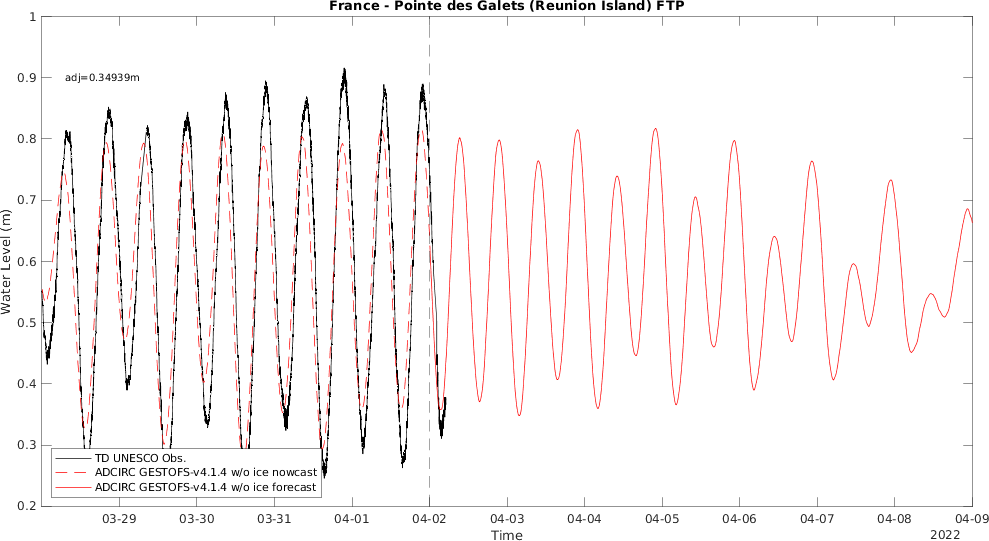 France - Pointe des Galets (Reunion Island) FTP
1
0.9
0.8
0.7
0.6
0.5
0.4
0.3
0.2
Water Level (m)
adj=0.34939m
TD UNESCO Obs.
ADCIRC GESTOFS-v4.1.4 w/o ice nowcast
ADCIRC GESTOFS-v4.1.4 w/o ice forecast
03-29 03-30 03-31 04-01 04-02 04-03 04-04 04-05 04-06 04-07 04-08 04-09
Time
2022